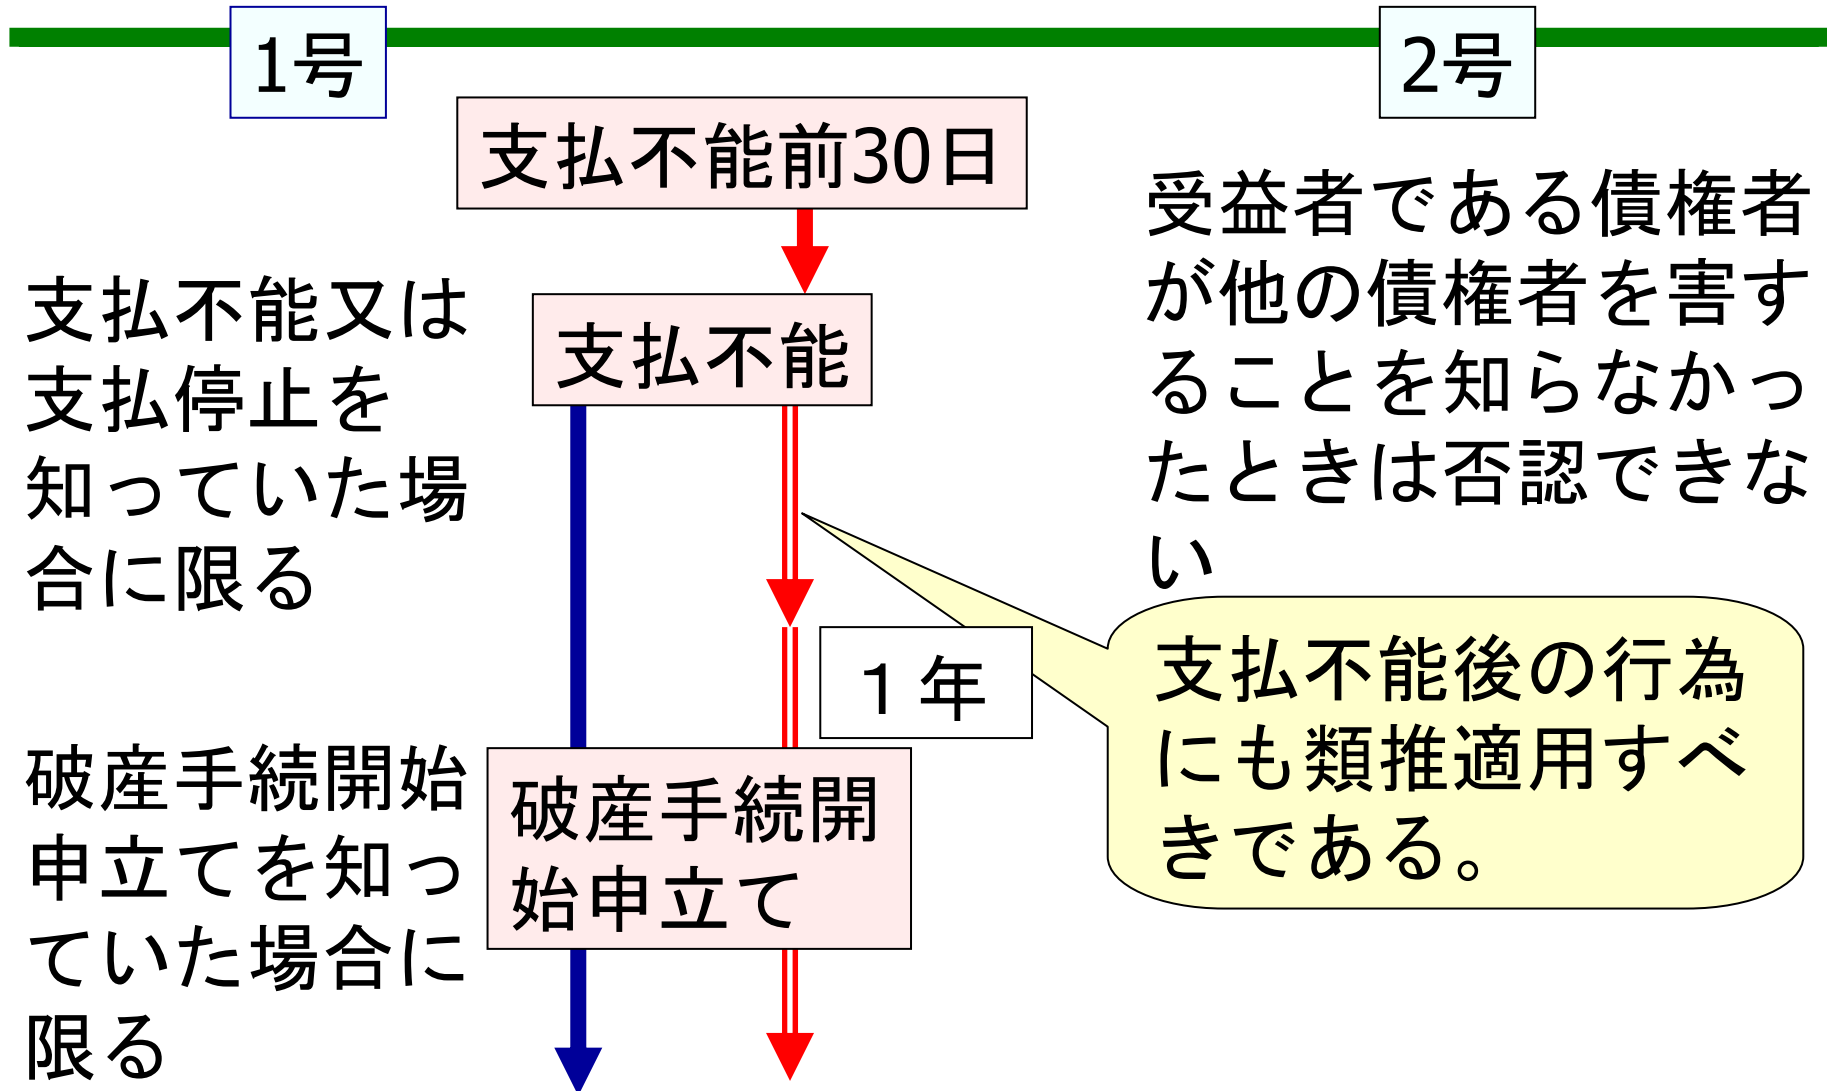 1号
2号
支払不能前30日
支払不能又は
支払停止を
知っていた場
合に限る
支払不能
受益者である債権者
が他の債権者を害す
ることを知らなかっ
たときは否認できな
い
1年
支払不能後の行為
にも類推適用すべ
きである。
破産手続開始
申立てを知っ
ていた場合に
限る
破産手続開
始申立て